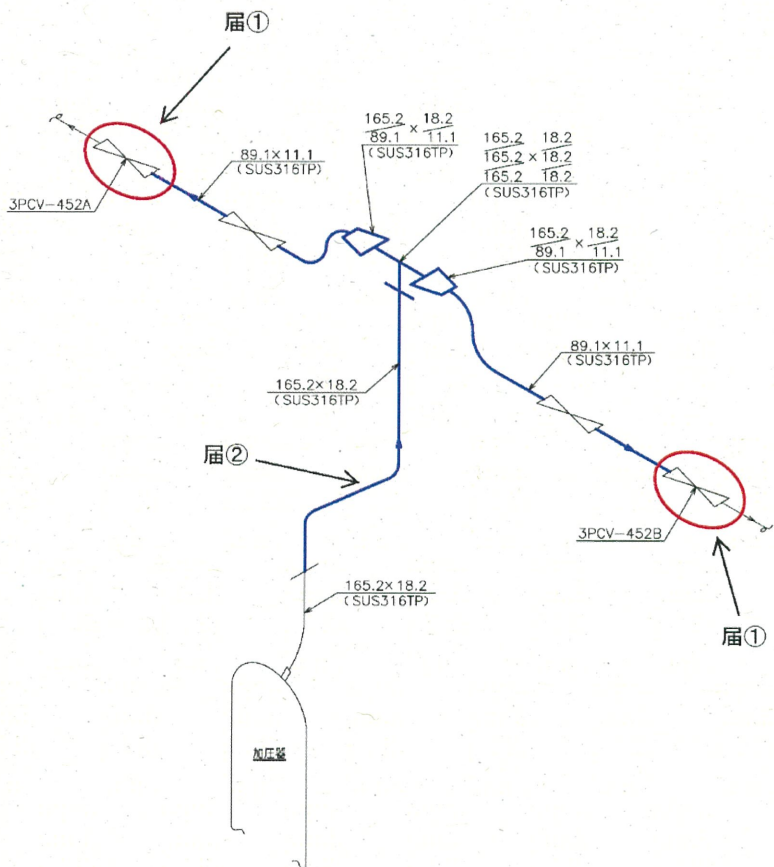 届①
165.2 × 18.2
89.1 11.1
(SUS316TP)
165.2 18.2
165.2 × 18.2
165.2 18.2
(SUS316TP)
89.1×11.1
(SUS316TP)
3PCV-452A
165.2 × 18.2
89.1 11.1
(SUS316TP)
89.1×11.1
(SUS316TP)
165.2×18.2
(SUS316TP)
届②
3PCV-452B
165.2×18.2
(SUS316TP)
届①
加圧器